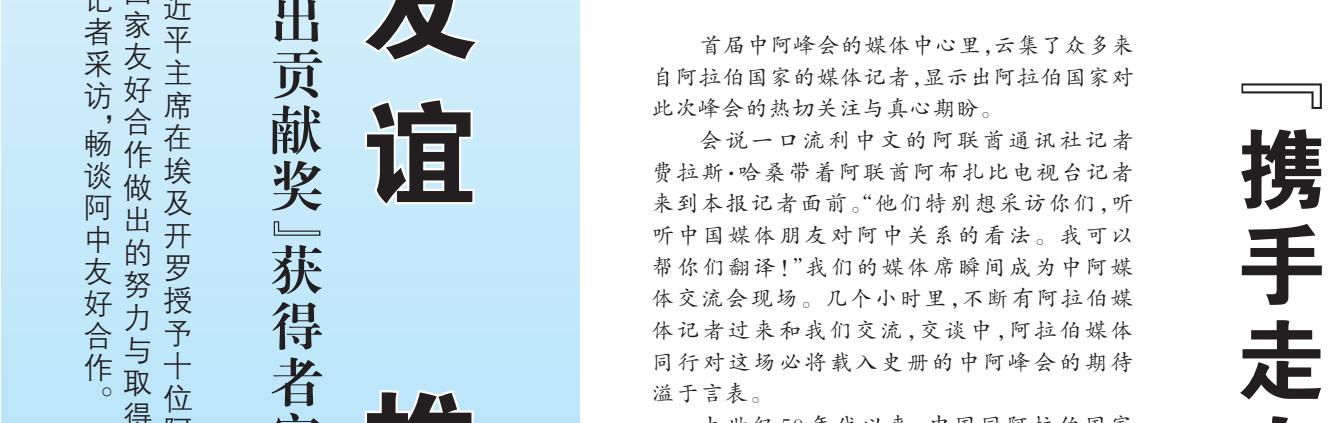 友谊
出贡献奖』获得者
近平主席在埃及开罗授予十位
家友好合作做出的努力与取得
记者采访，畅谈阿中友好合作。
『携手走
首届中阿峰会的媒体中心里，云集了众多来
自阿拉伯国家的媒体记者，显示出阿拉伯国家对
此次峰会的热切关注与真心期盼。
会说一口流利中文的阿联酋通讯社记者
费拉斯·哈桑带着阿联酋阿布扎比电视台记者
来到本报记者面前。“他们特别想采访你们，听
听中国媒体朋友对阿中关系的看法。我可以
帮你们翻译！”我们的媒体席瞬间成为中阿媒
体交流会现场。几个小时里，不断有阿拉伯媒
体记者过来和我们交流，交谈中，阿拉伯媒体
同行对这场必将载入史册的中阿峰会的期待
溢于言表。